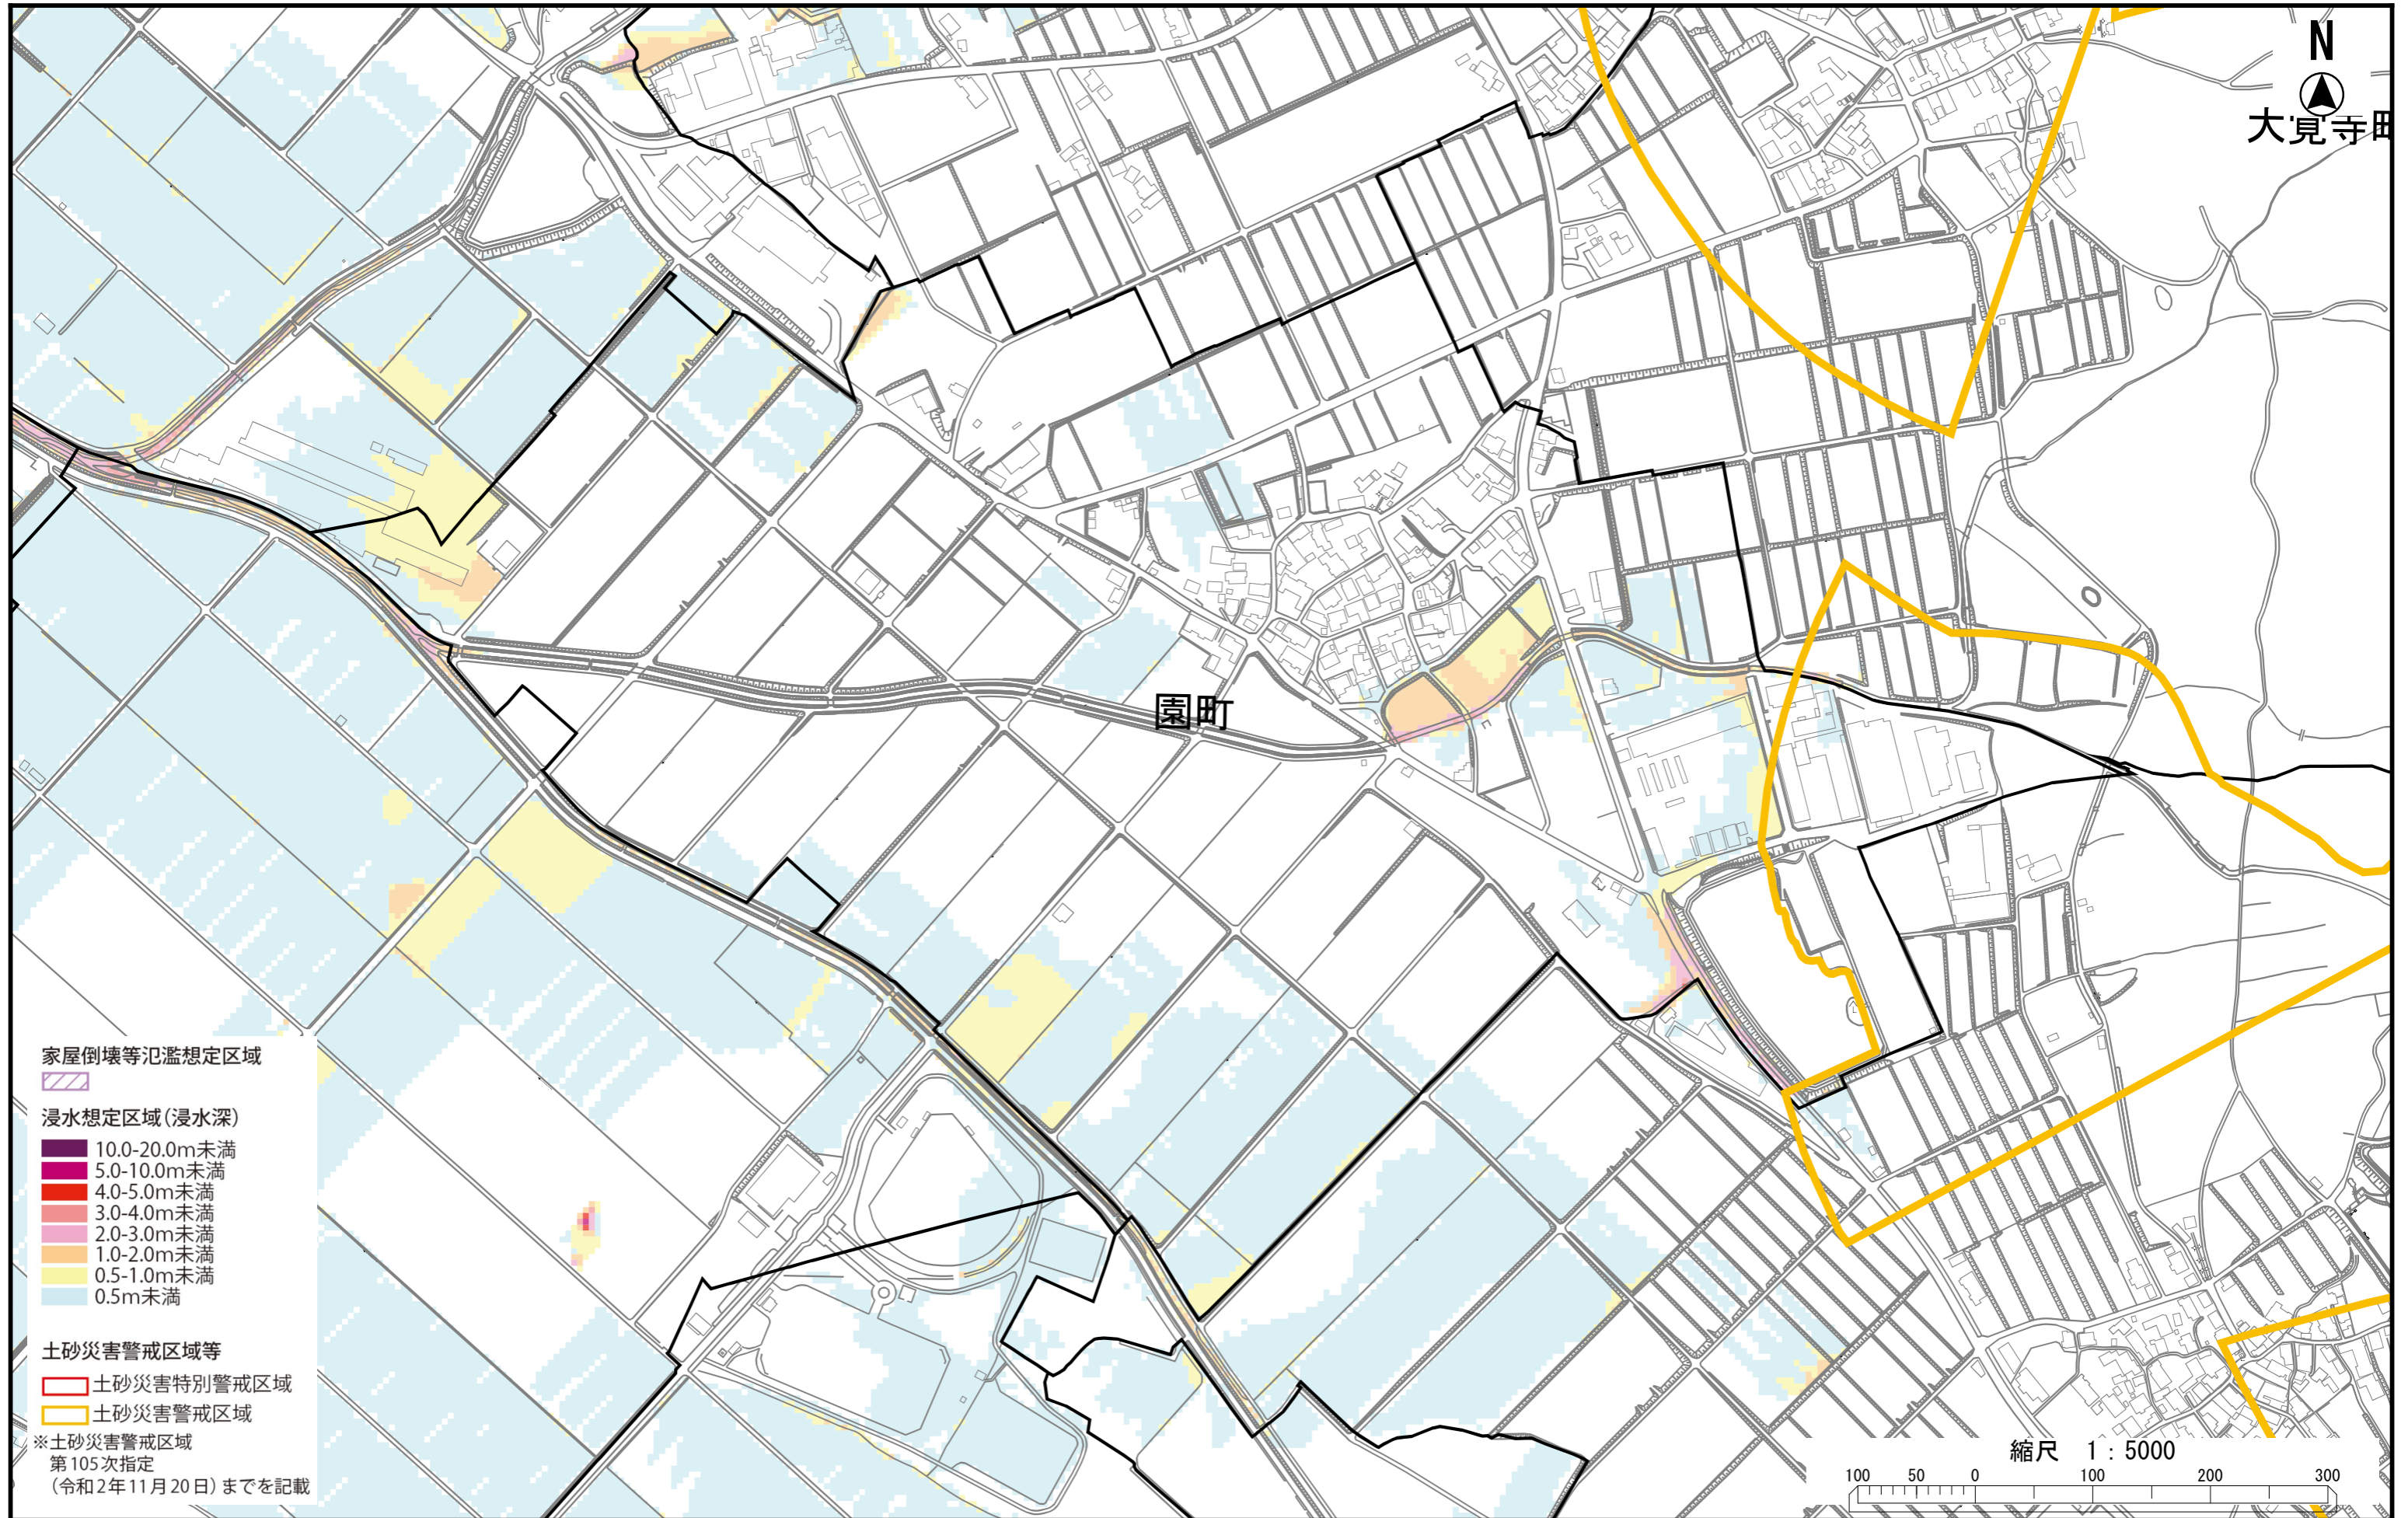 N
大覚寺町
園町
家屋倒壊等氾濫想定区域
浸水想定区域(浸水深)
10.0-20.0m未満
5.0-10.0m未満
4.0-5.0m未満
3.0-4.0m未満
2.0-3.0m未満
1.0-2.0m未満
0.5-1.0m未満
0.5m未満
土砂災害警戒区域等
土砂災害特別警戒区域
土砂災害警戒区域
※土砂災害警戒区域
第105次指定
(令和2年11月20日)までを記載
縮尺 1:5000
100 50 0 100 200 300